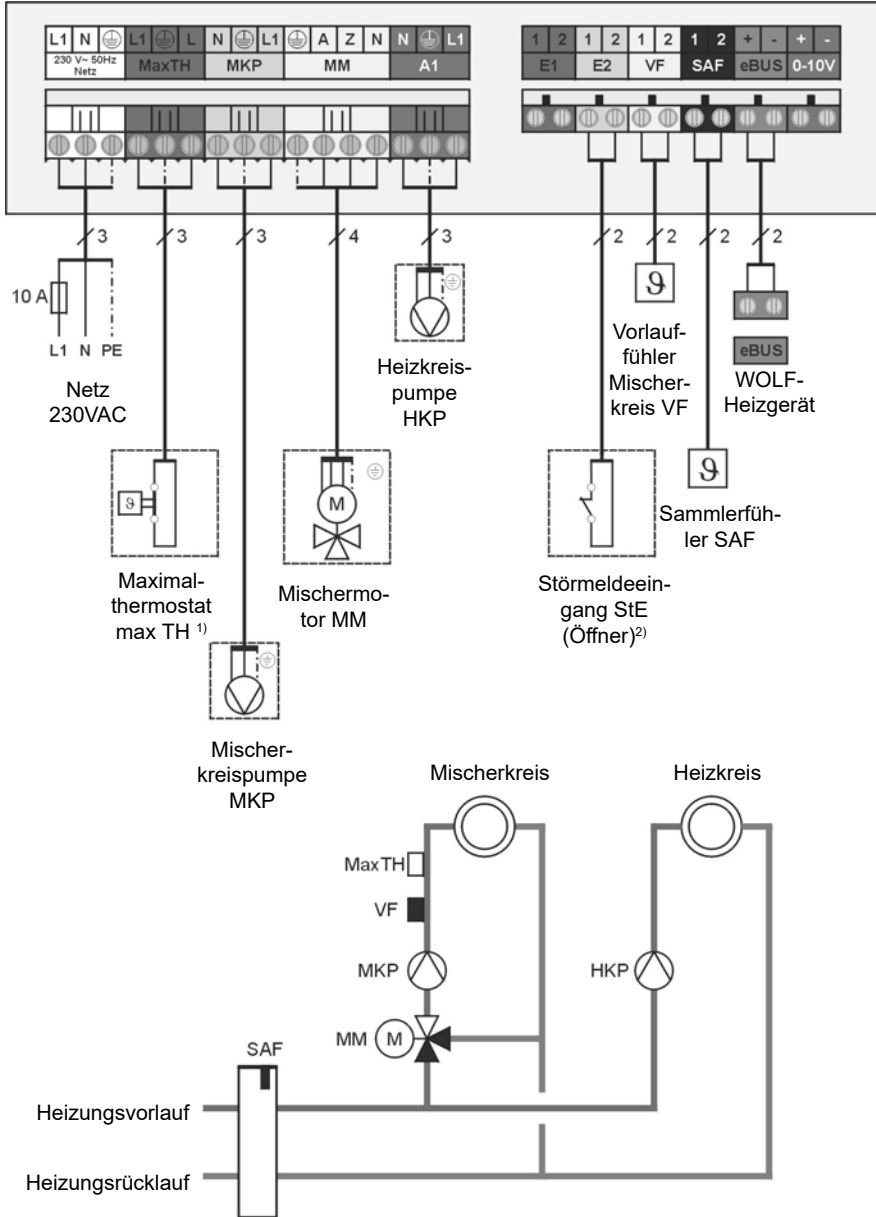 L1 N L1 L N L1 A Z N N L1
1 2 1 2 1 2 1 2 + - + -
230 V~ 50Hz
Netz
MaxTH MKP MM A1
E1 E2 VF SAF eBUS 0-10V
3 3 3 4 3 2 2 2 2
10 A
L1 N PE
Netz
230VAC
Heizkreis-
pumpe
HKP
ϑ
Vorlauf-
fühler
Mischer-
kreis VF
eBUS
WOLF-
Heizgerät
ϑ
Maximal-
thermostat
max TH 1)
M
Mischermo-
tor MM
Störmeldeein-
gang StE
(Öffner)2)
ϑ
Sammlerfüh-
ler SAF
Mischer-
kreispumpe
MKP
Mischerkreis
Heizkreis
MaxTH
VF
MKP
HKP
MM M
SAF
Heizungsvorlauf
Heizungsrücklauf